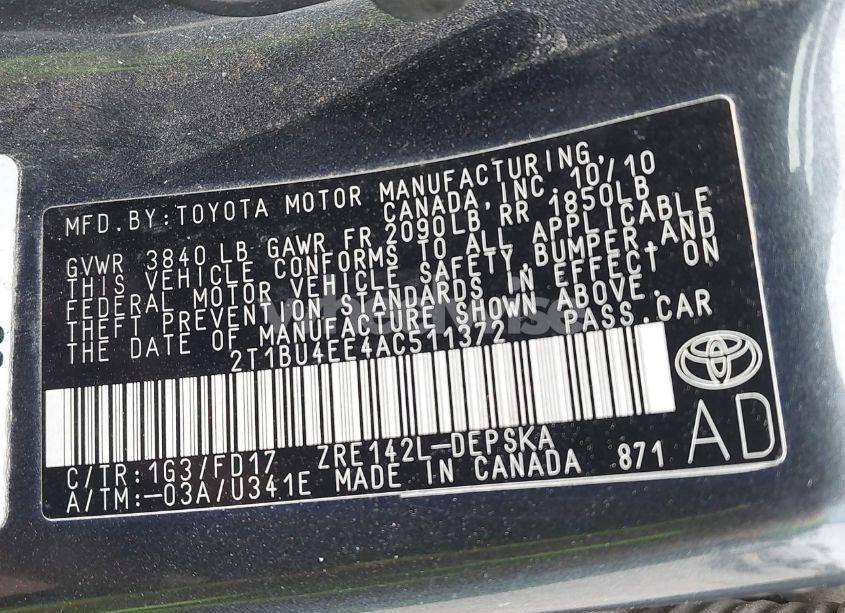 MFD.BY:TOYOTA MOTOR MANUFACTURING,
CANADA, INC. 10/10
GVWR 3840 LB GAWR FR 2090LB RR 1850LB
THIS VEHICLE CONFORMS TO ALL APPLICABLE
FEDERAL MOTOR VEHICLE SAFETY, BUMPER, AND
THEFT PREVENTION STANDARDS IN EFFECT ON
THE DATE OF MANUFACTURE SHOWN ABOVE.
2T1BU4EE4AC511372 PASS.CAR
C/TR:1G3/FD17 ZRE142L-DEPSKA
A/TM:-03A/U341E MADE IN CANADA 871
AD